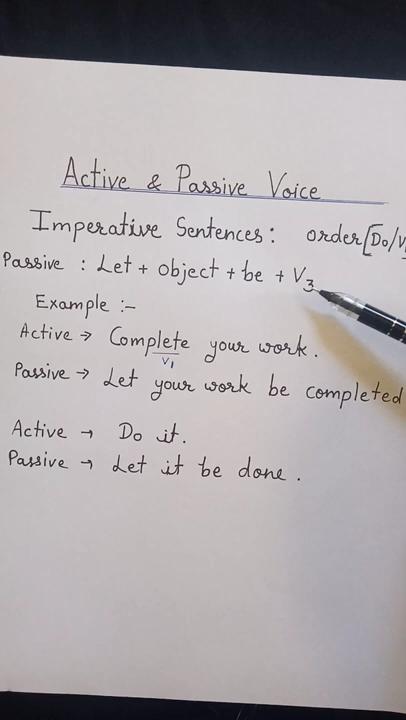 Active & Passive Voice
Imperative Sentences: order[Do/V
Passive : Let + object + be + V3
Example :-
Active → Complete your work.
V1
Passive → Let your work be completed
Active → Do it.
Passive → Let it be done.